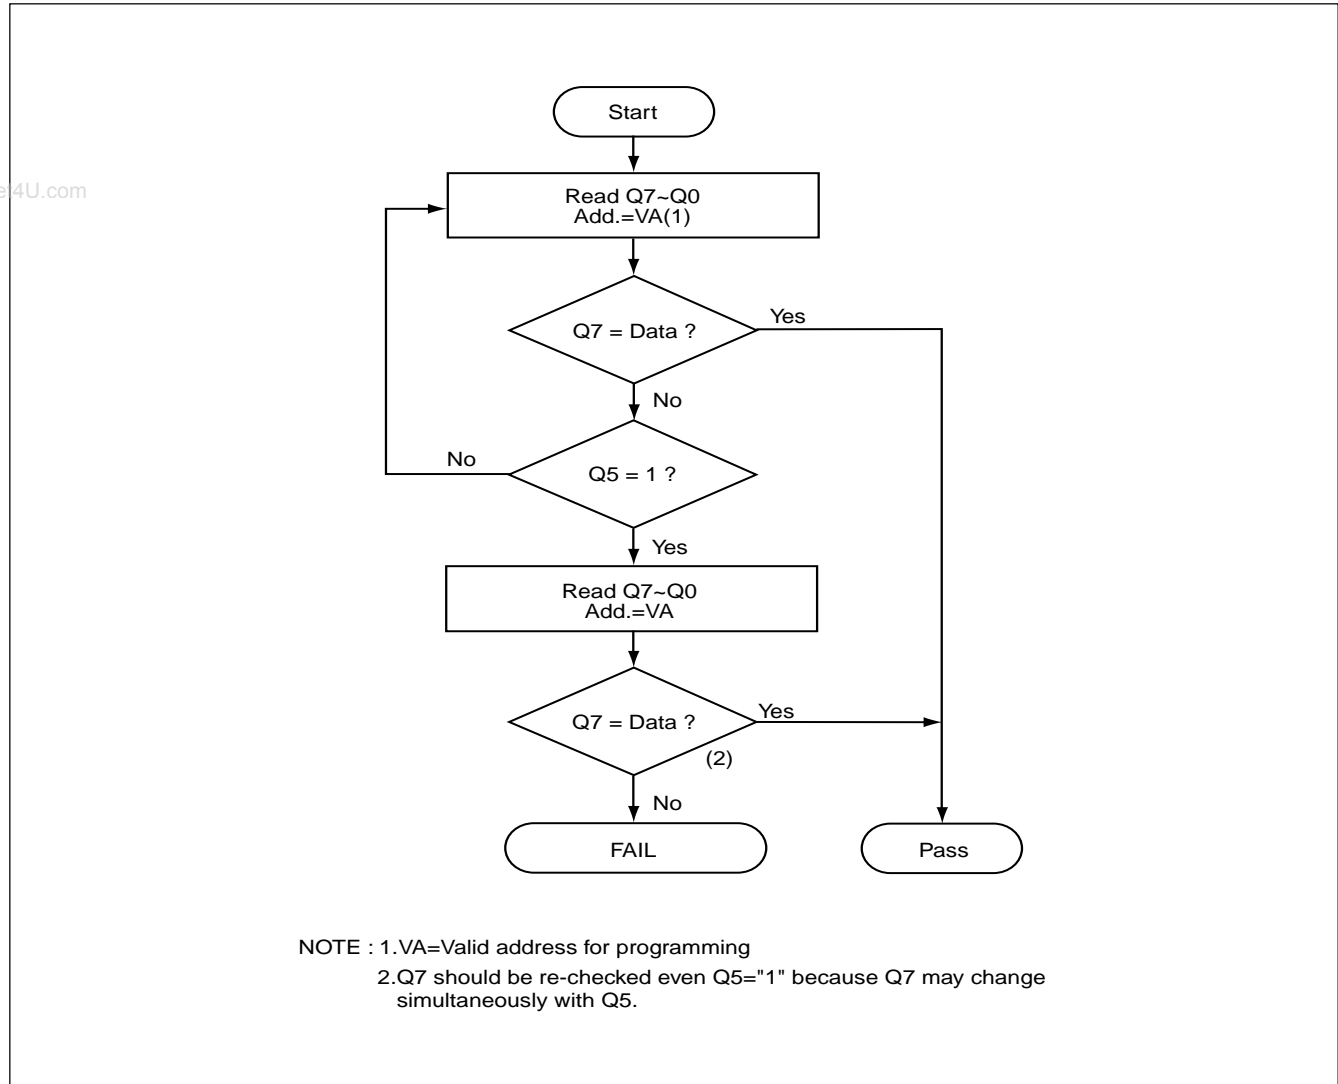 Start
et4U.com
Read Q7~Q0
Add.=VA(1)
Q7 = Data ?
Yes
No
Q5 = 1 ?
No
Yes
Read Q7~Q0
Add.=VA
Q7 = Data ?
Yes
(2)
No
FAIL
Pass
NOTE : 1.VA=Valid address for programming
2.Q7 should be re-checked even Q5="1" because Q7 may change
simultaneously with Q5.